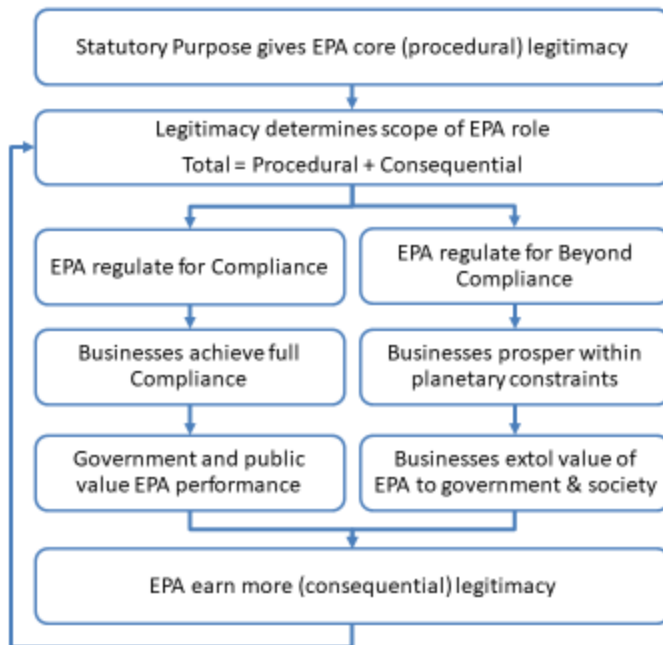 Statutory Purpose gives EPA core (procedural) legitimacy
Legitimacy determines scope of EPA role
Total = Procedural + Consequential
EPA regulate for Compliance
EPA regulate for Beyond
Compliance
Businesses achieve full
Compliance
Businesses prosper within
planetary constraints
Government and public
value EPA performance
Businesses extol value of
EPA to government & society
EPA earn more (consequential) legitimacy